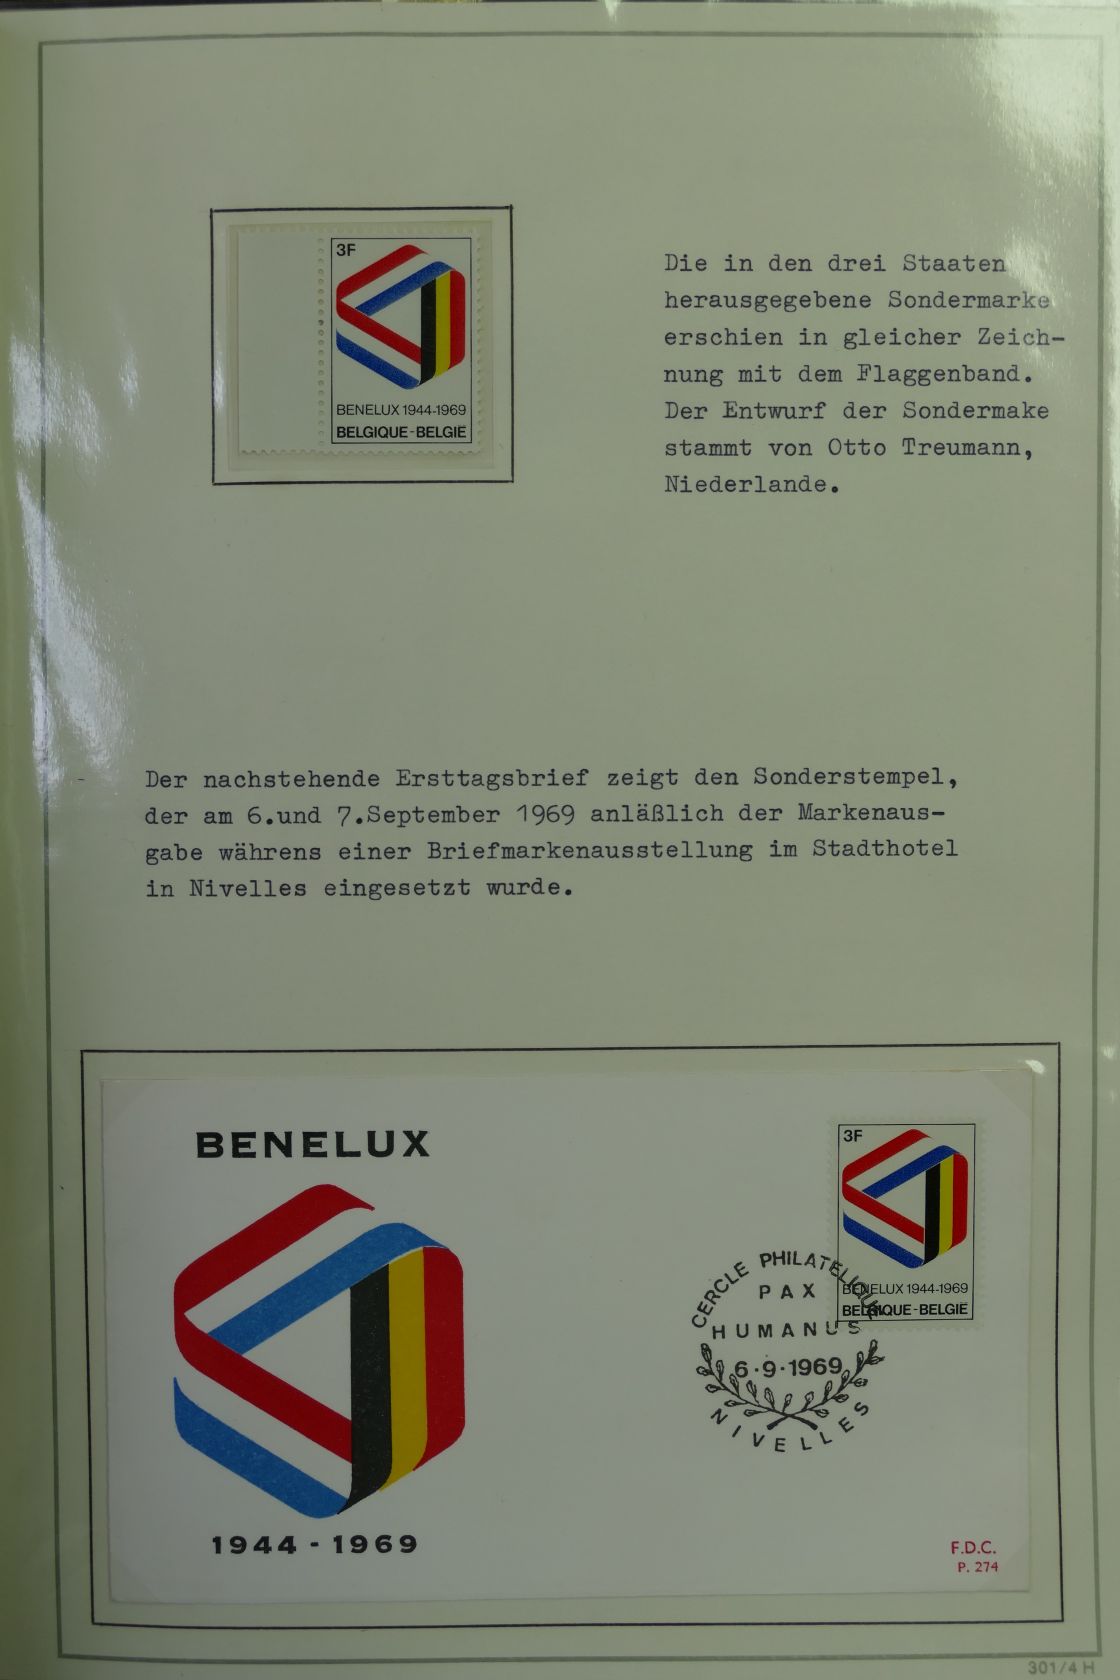 3F
BENELUX 1944-1969
BELGIQUE-BELGIË
Die in den drei Staaten
herausgegebene Sondermarke
erschien in gleicher Zeich-
nung mit dem Flaggenband.
Der Entwurf der Sondermake
stammt von Otto Treumann,
Niederlande.
Der nachstehende Ersttagsbrief zeigt den Sonderstempel,
der am 6.und 7.September 1969 anläßlich der Markenaus-
gabe währens einer Briefmarkenausstellung im Stadthotel
in Nivelles eingesetzt wurde.
BENELUX
1944 - 1969
3F
BENELUX 1944-1969
BELGIQUE-BELGIË
CERCLE PHILATELIQUE
PAX
HUMANUS
6·9·1969
NIVELLES
F.D.C.
P. 274
301/4 H